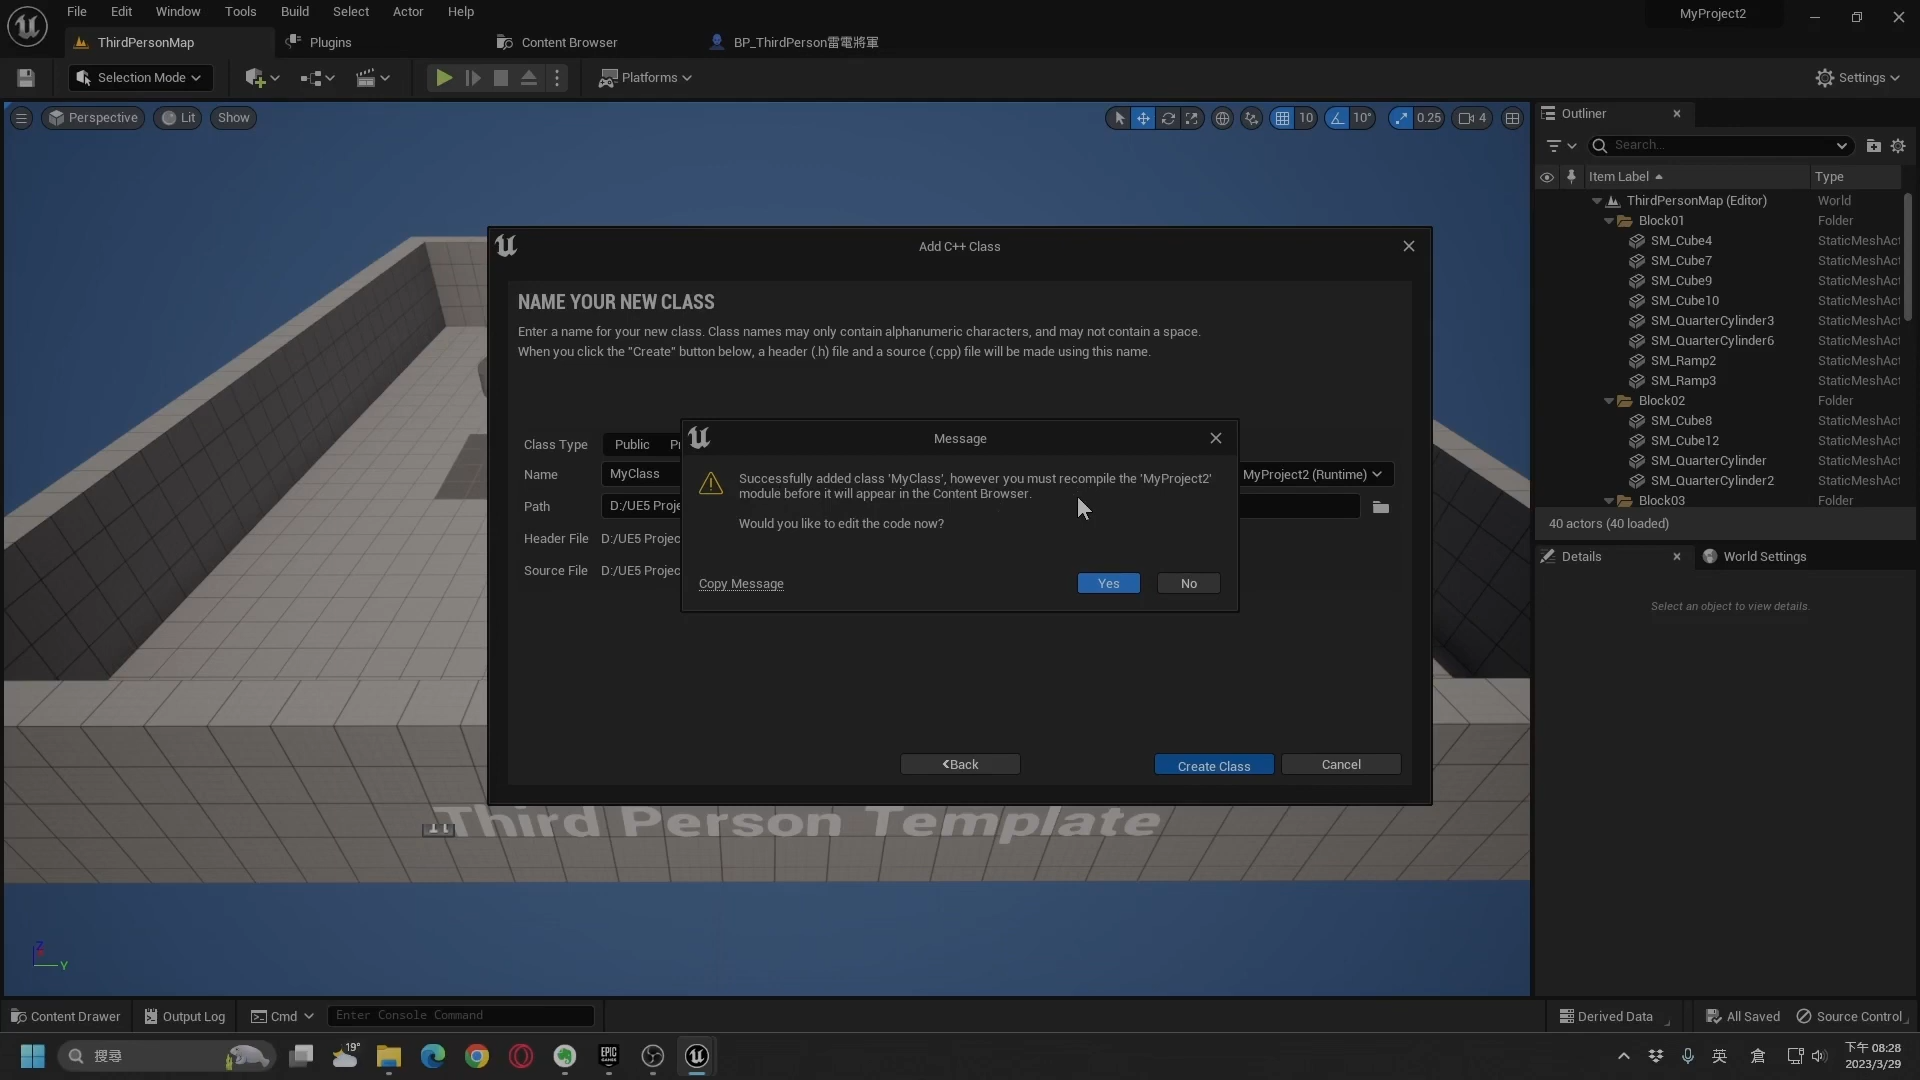 File Edit Window Tools Build Select Actor Help
MyProject2
ThirdPersonMap
Plugins
Content Browser
BP_ThirdPerson雷電將軍
Selection Mode
Platforms
Settings
Perspective
Lit
Show
10
10°
0.25
4
Outliner
Search...
Item Label
Type
ThirdPersonMap (Editor) World
Block01 Folder
SM_Cube4 StaticMeshAct
SM_Cube7 StaticMeshAct
SM_Cube9 StaticMeshAct
SM_Cube10 StaticMeshAct
SM_QuarterCylinder3 StaticMeshAct
SM_QuarterCylinder6 StaticMeshAct
SM_Ramp2 StaticMeshAct
SM_Ramp3 StaticMeshAct
Block02 Folder
SM_Cube8 StaticMeshAct
SM_Cube12 StaticMeshAct
SM_QuarterCylinder StaticMeshAct
SM_QuarterCylinder2 StaticMeshAct
Block03 Folder
40 actors (40 loaded)
Details
World Settings
Select an object to view details.
Add C++ Class
NAME YOUR NEW CLASS
Enter a name for your new class. Class names may only contain alphanumeric characters, and may not contain a space.
When you click the "Create" button below, a header (.h) file and a source (.cpp) file will be made using this name.
Class Type Public
Name MyClass
MyProject2 (Runtime)
Path D:/UE5 Proje
Header File D:/UE5 Projec
Source File D:/UE5 Projec
Message
Successfully added class 'MyClass', however you must recompile the 'MyProject2'
module before it will appear in the Content Browser.
Would you like to edit the code now?
Copy Message
Yes
No
Back
Create Class
Cancel
Third Person Template
Z
Y
Content Drawer
Output Log
Cmd
Enter Console Command
Derived Data
All Saved
Source Control
搜尋
19°
EPIC GAMES
英
倉
下午 08:28
2023/3/29